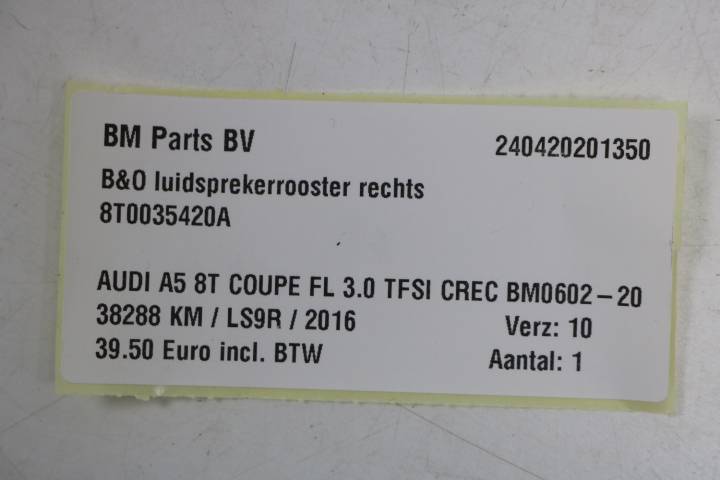 BM Parts BV 240420201350
B&O luidsprekerrooster rechts
8T0035420A
AUDI A5 8T COUPE FL 3.0 TFSI CREC BM0602-20
38288 KM / LS9R / 2016 Verz: 10
39.50 Euro incl. BTW Aantal: 1